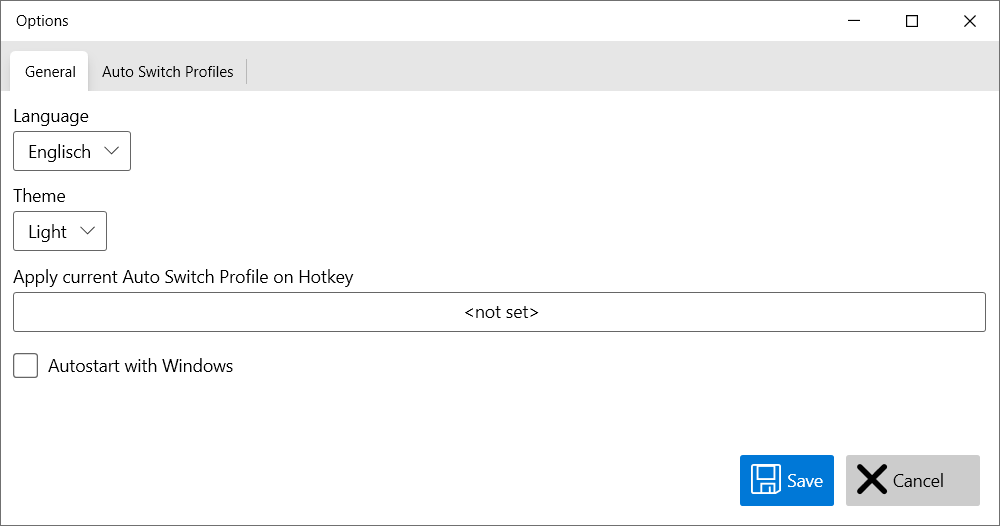 Options
General
Auto Switch Profiles
Language
Englisch
Theme
Light
Apply current Auto Switch Profile on Hotkey
<not set>
Autostart with Windows
Save
Cancel